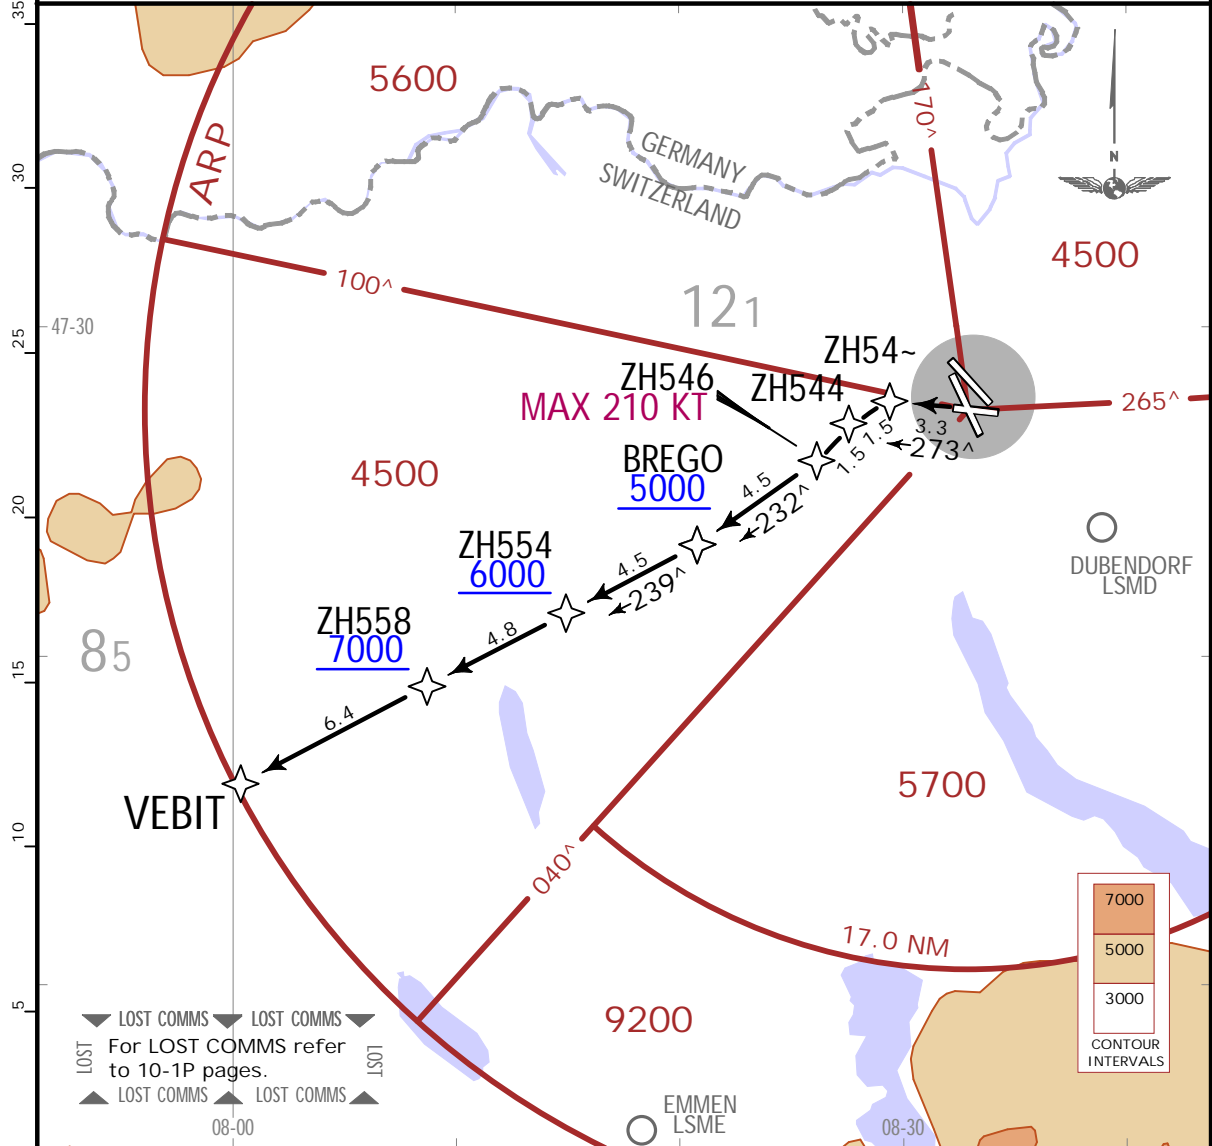 35
5600
170^
ARP
GERMANY
SWITZERLAND
N
30
4500
100^
121
47-30
25
ZH54~
ZH546
ZH544
MAX 210 KT
265^
3.3
273^
1.5
1.5
BREGO
5000
4500
4.5
232^
20
ZH554
6000
4.5
239^
DUBENDORF
LSMD
ZH558
7000
4.8
85
15
6.4
5700
VEBIT
10
040^
7000
5000
3000
CONTOUR
INTERVALS
17.0 NM
5
9200
LOST COMMS LOST COMMS
LOST
For LOST COMMS refer
to 10-1P pages.
LOST
LOST COMMS LOST COMMS
EMMEN
LSME
08-00
08-30